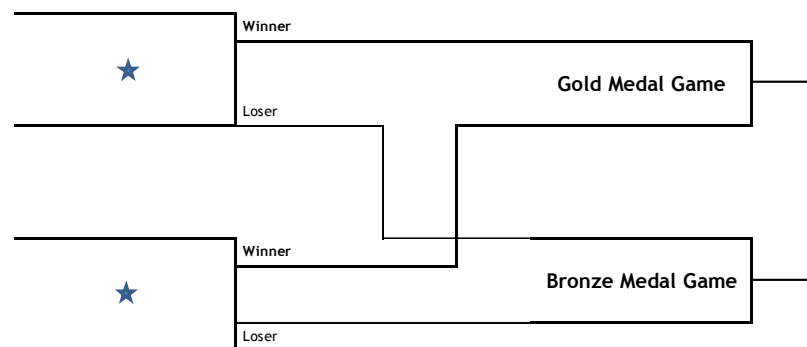 Winner
Gold Medal Game
Loser
Winner
Bronze Medal Game
Loser